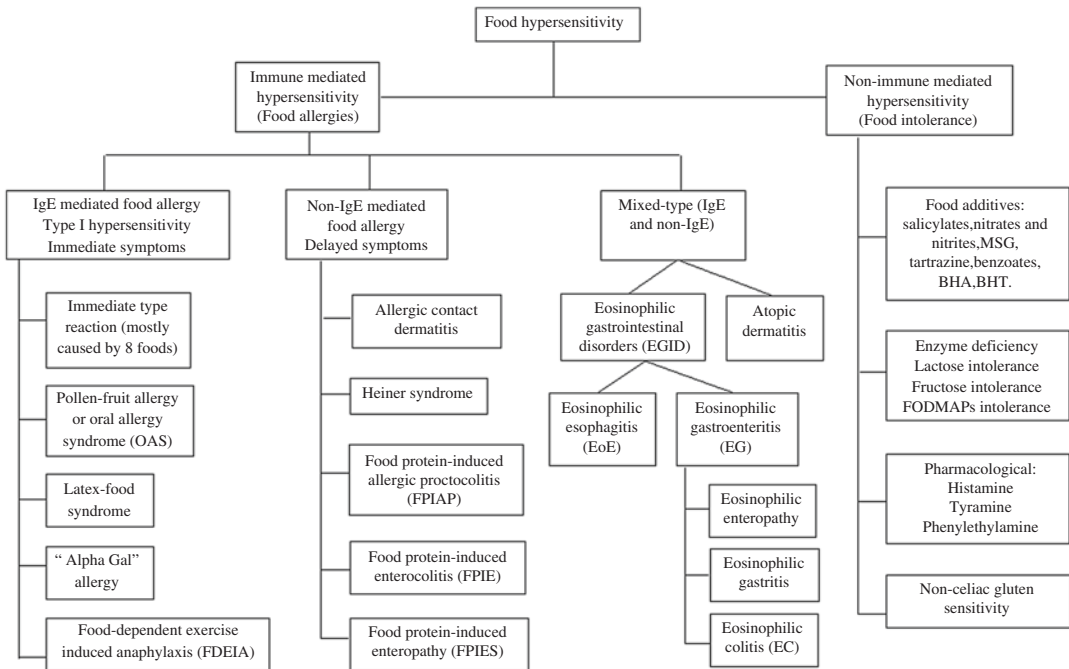 Food hypersensitivity
Immune mediated
hypersensitivity
(Food allergies)
Non-immune mediated
hypersensitivity
(Food intolerance)
IgE mediated food allergy
Type I hypersensitivity
Immediate symptoms
Immediate type
reaction (mostly
caused by 8 foods)
Pollen-fruit allergy
or oral allergy
syndrome (OAS)
Latex-food
syndrome
“ Alpha Gal”
allergy
Food-dependent exercise
induced anaphylaxis (FDEIA)
Non-IgE mediated
food allergy
Delayed symptoms
Allergic contact
dermatitis
Heiner syndrome
Food protein-induced
allergic proctocolitis
(FPIAP)
Food protein-induced
enterocolitis (FPIE)
Food protein-induced
enteropathy (FPIES)
Mixed-type (IgE
and non-IgE)
Eosinophilic
gastrointestinal
disorders (EGID)
Atopic
dermatitis
Eosinophilic
esophagitis
(EoE)
Eosinophilic
gastroenteritis
(EG)
Eosinophilic
enteropathy
Eosinophilic
gastritis
Eosinophilic
colitis (EC)
Food additives:
salicylates,nitrates and
nitrites,MSG,
tartrazine,benzoates,
BHA,BHT.
Enzyme deficiency
Lactose intolerance
Fructose intolerance
FODMAPs intolerance
Pharmacological:
Histamine
Tyramine
Phenylethylamine
Non-celiac gluten
sensitivity